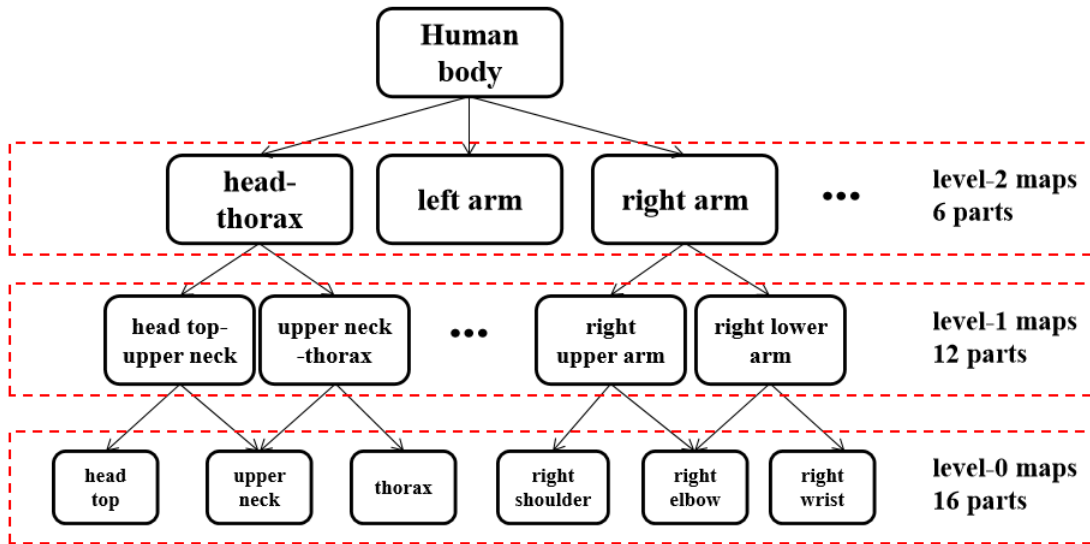 Human
body
head-
thorax
left arm
right arm
...
level-2 maps
6 parts
head top-
upper neck
upper neck
-thorax
...
right
upper arm
right lower
arm
level-1 maps
12 parts
head
top
upper
neck
thorax
right
shoulder
right
elbow
right
wrist
level-0 maps
16 parts